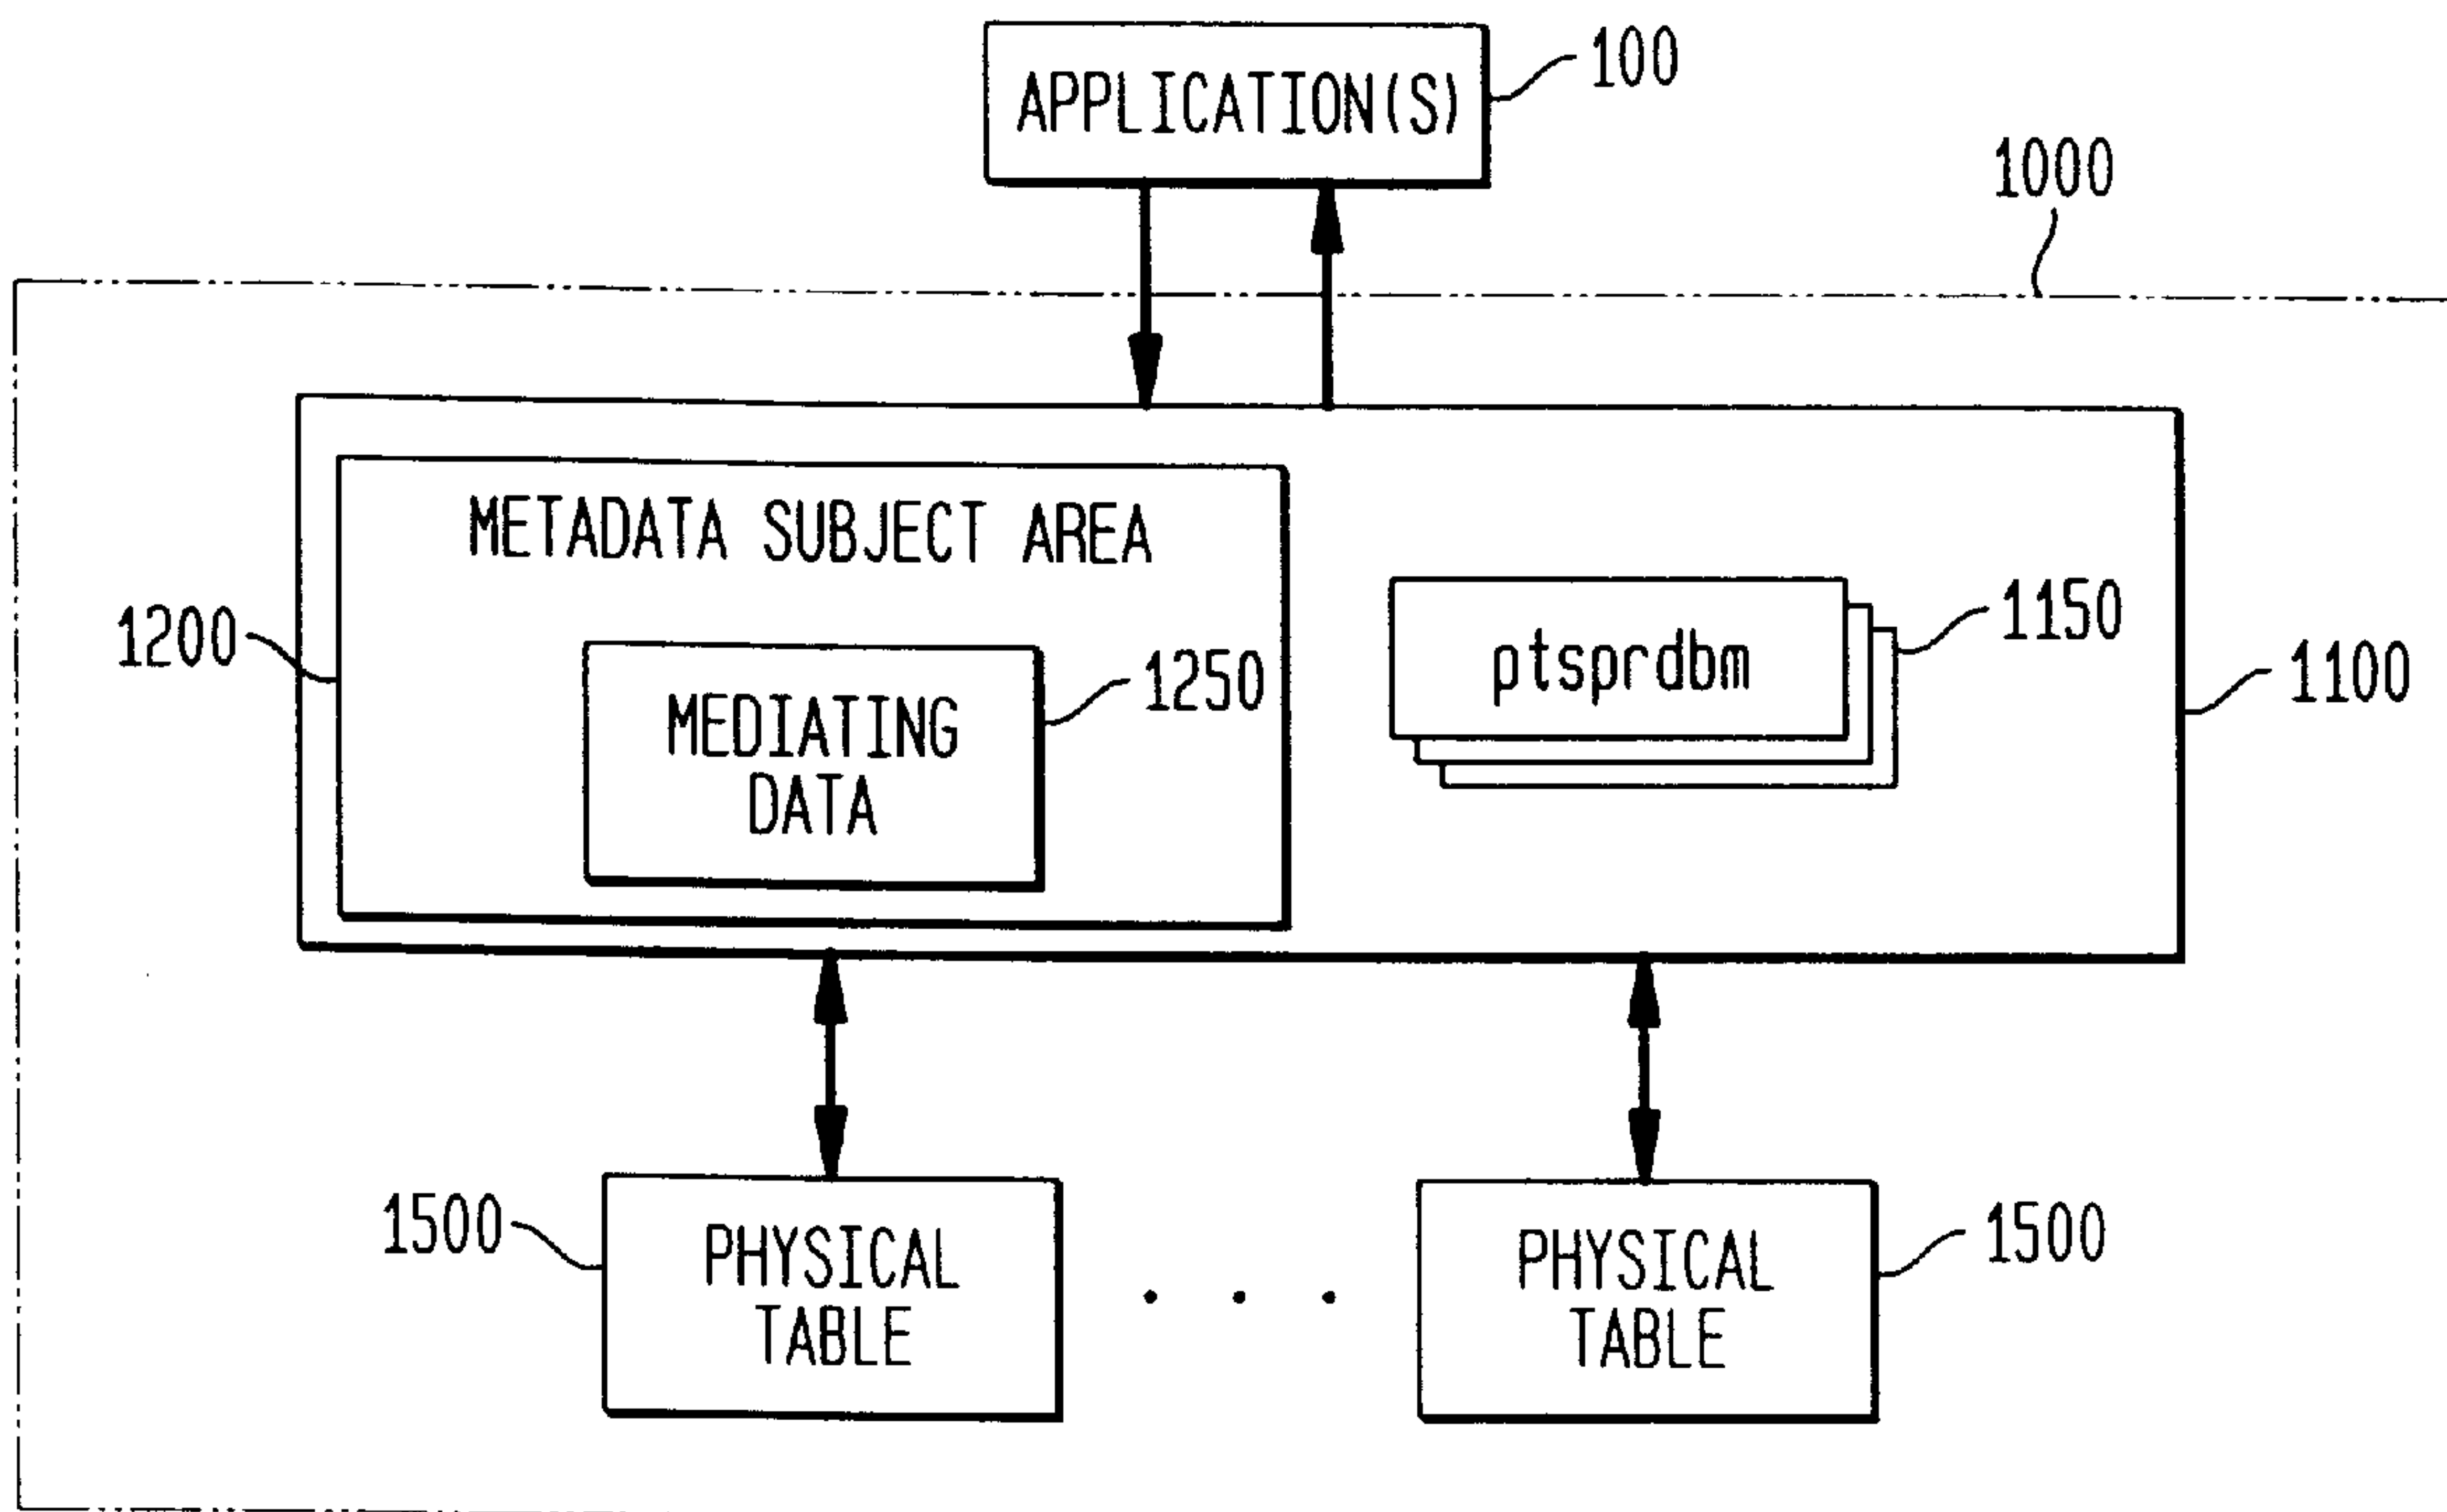 APPLICATION(S)
100
1000
METADATA SUBJECT AREA
1200
MEDIATING
DATA
1250
ptsprdbm
1150
1100
1500
PHYSICAL
TABLE
. . .
PHYSICAL
TABLE
1500